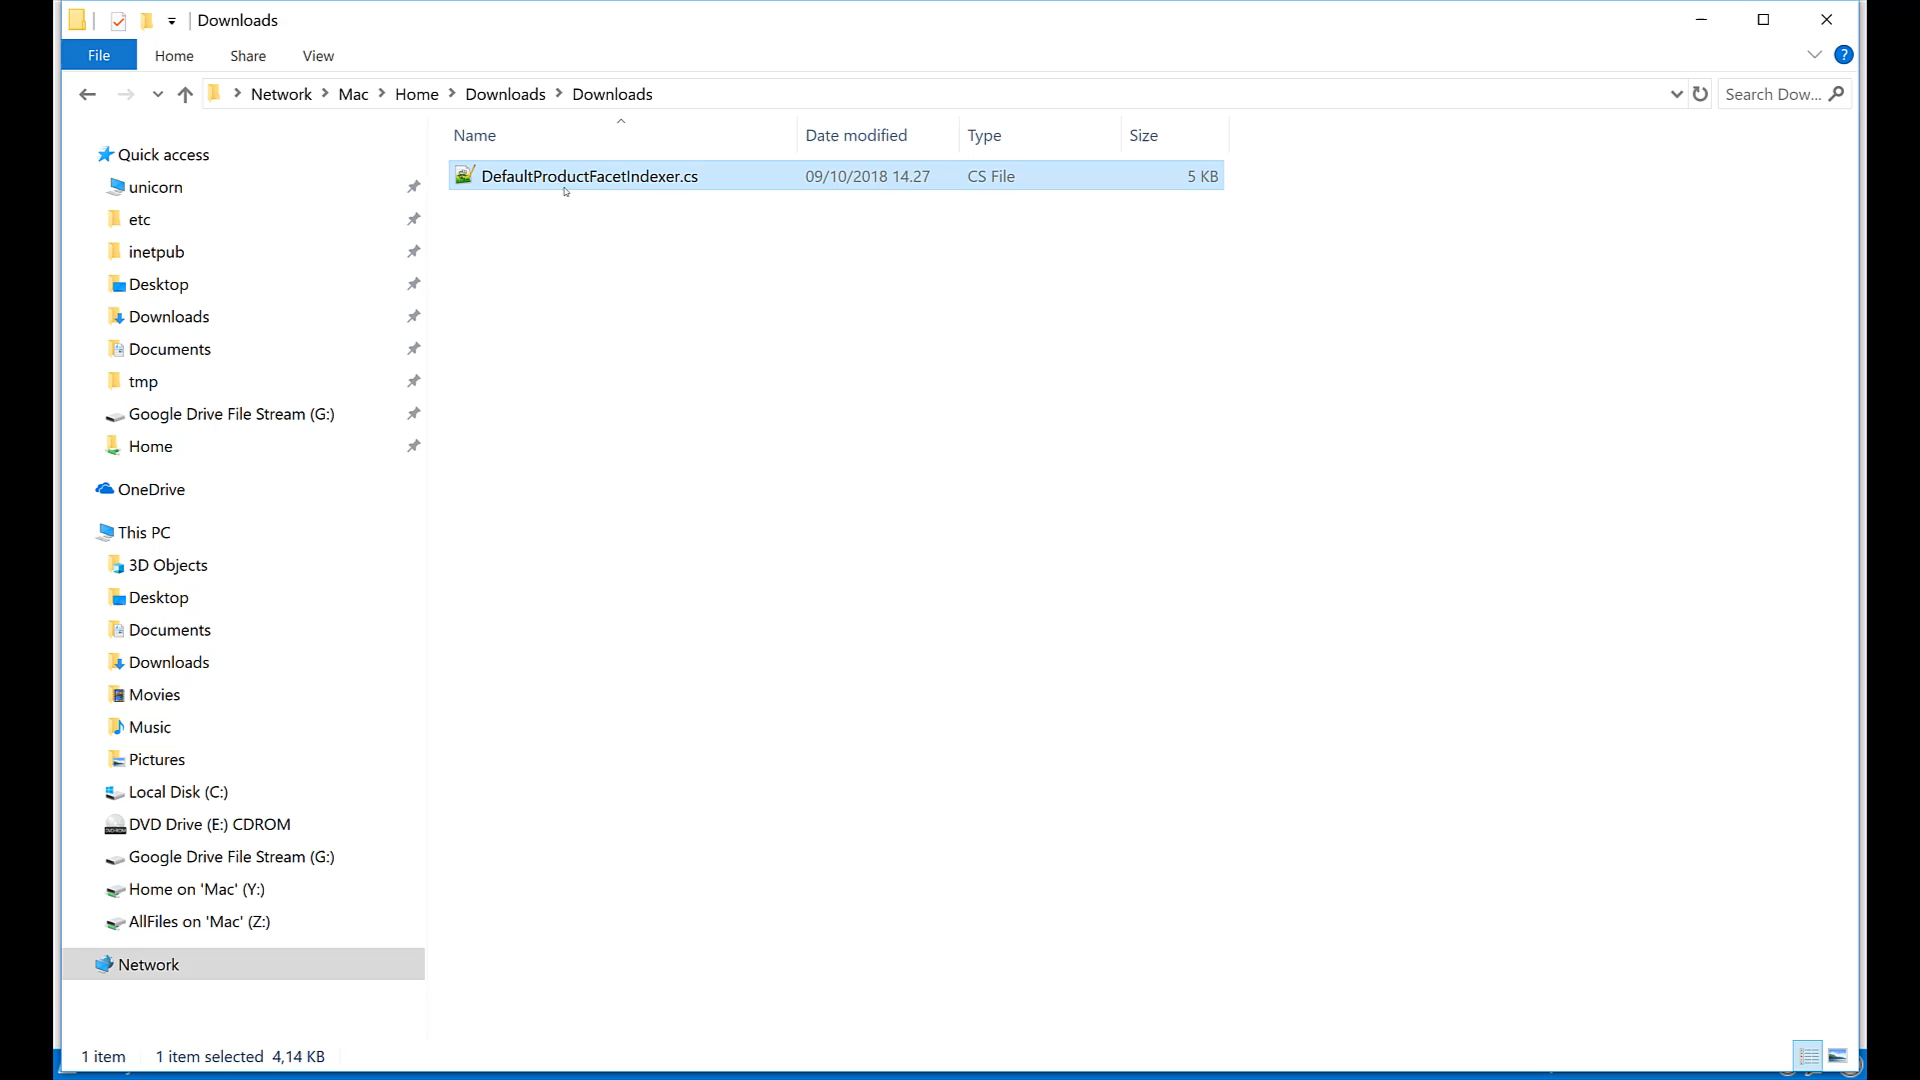 Downloads
File Home Share View
Network Mac Home Downloads Downloads
Search Dow...
Name Date modified Type Size
DefaultProductFacetIndexer.cs 09/10/2018 14.27 CS File 5 KB
Quick access
unicorn
etc
inetpub
Desktop
Downloads
Documents
tmp
Google Drive File Stream (G:)
Home
OneDrive
This PC
3D Objects
Desktop
Documents
Downloads
Movies
Music
Pictures
Local Disk (C:)
DVD Drive (E:) CDROM
Google Drive File Stream (G:)
Home on 'Mac' (Y:)
AllFiles on 'Mac' (Z:)
Network
1 item 1 item selected 4,14 KB